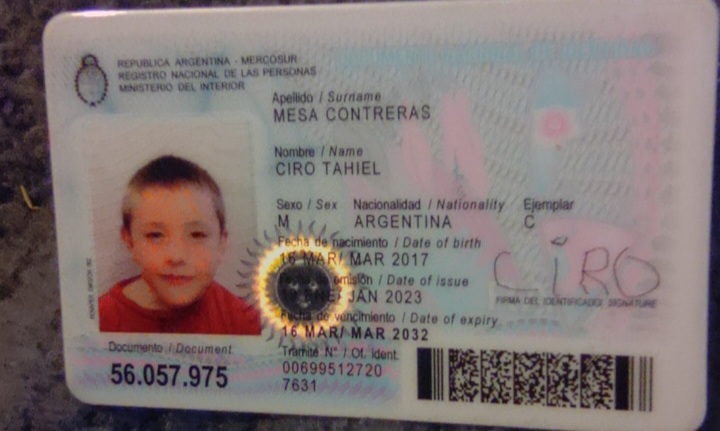 REPUBLICA ARGENTINA - MERCOSUR
REGISTRO NACIONAL DE LAS PERSONAS
MINISTERIO DEL INTERIOR
Apellido / Surname
MESA CONTRERAS
Nombre / Name
CIRO TAHIEL
Sexo / Sex Nacionalidad / Nationality Ejemplar
M ARGENTINA C
Fecha de nacimiento / Date of birth
16 MAR/ MAR 2017
emisión / Date of issue
JAN 2023
CIRO
FIRMA DEL IDENTIFICADO/ SIGNATURE
Fecha de vencimiento / Date of expiry
16 MAR/ MAR 2032
Documento / Document
56.057.975
Trámite N° / Of. ident.
00699512720
7631